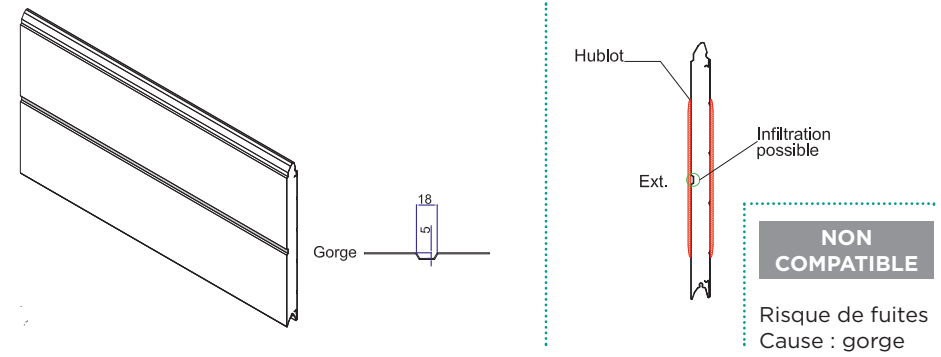 18
5
Gorge
Hublot
Infiltration
possible
Ext.
NON
COMPATIBLE
Risque de fuites
Cause : gorge